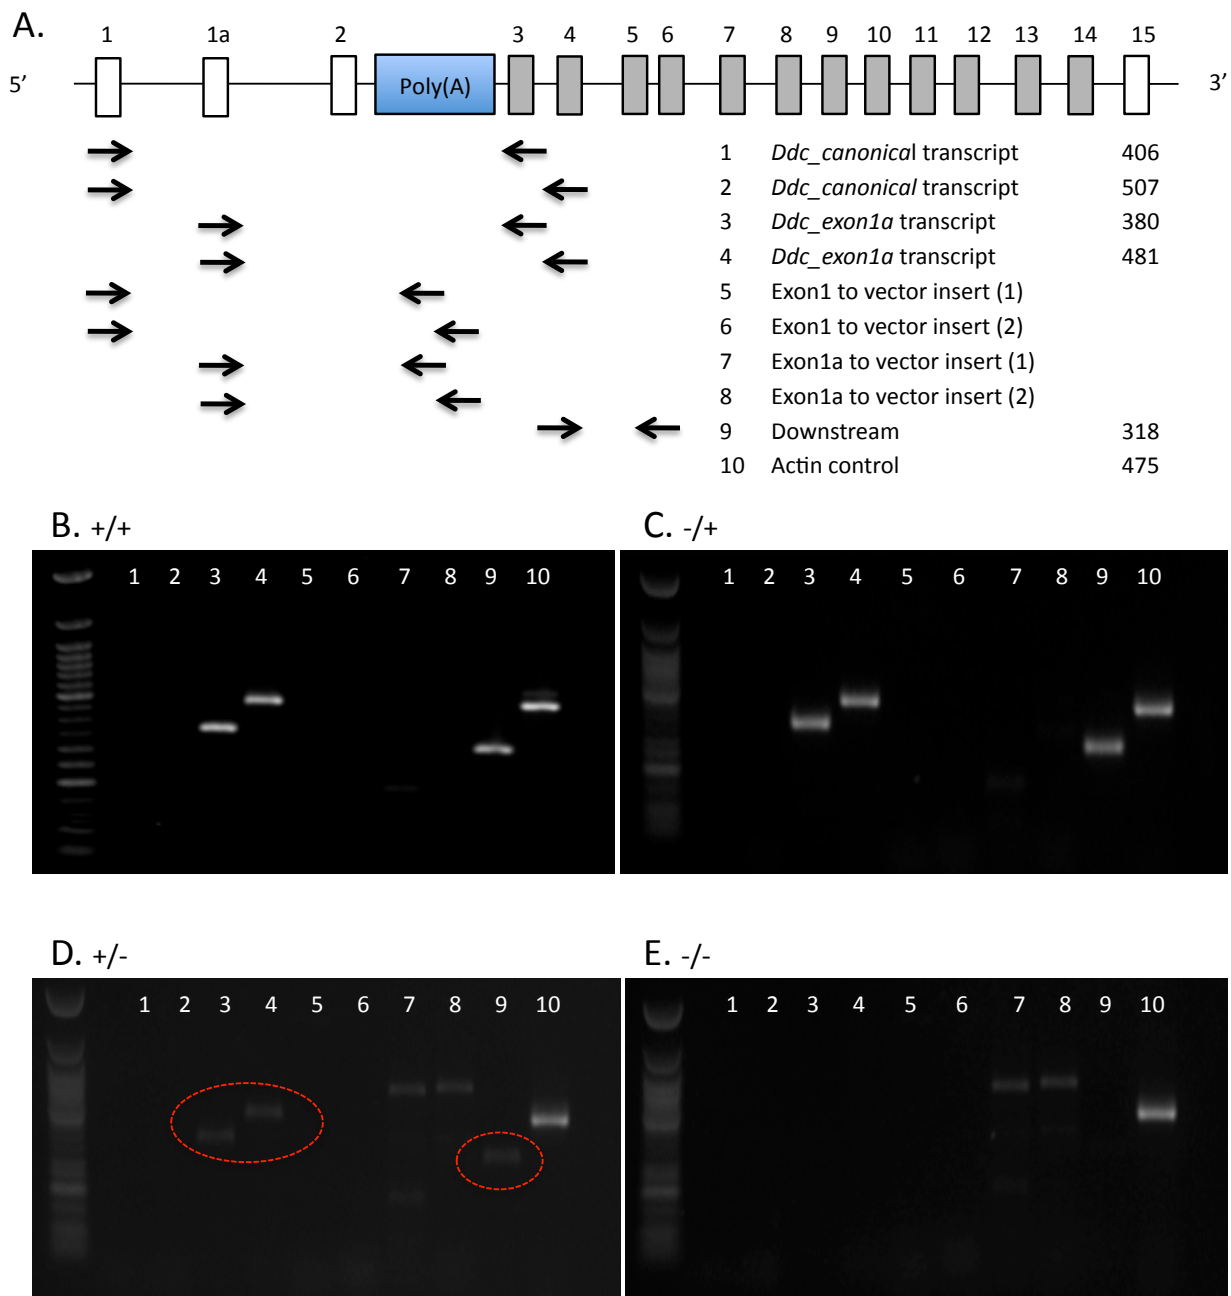 A.
1 1a 2 3 4 5 6 7 8 9 10 11 12 13 14 15
5’ Poly(A) 3’
1 Ddc_canonical transcript 406
2 Ddc_canonical transcript 507
3 Ddc_exon1a transcript 380
4 Ddc_exon1a transcript 481
5 Exon1 to vector insert (1)
6 Exon1 to vector insert (2)
7 Exon1a to vector insert (1)
8 Exon1a to vector insert (2)
9 Downstream 318
10 Actin control 475
B. +/+
1 2 3 4 5 6 7 8 9 10
C. -/+
1 2 3 4 5 6 7 8 9 10
D. +/-
1 2 3 4 5 6 7 8 9 10
E. -/-
1 2 3 4 5 6 7 8 9 10